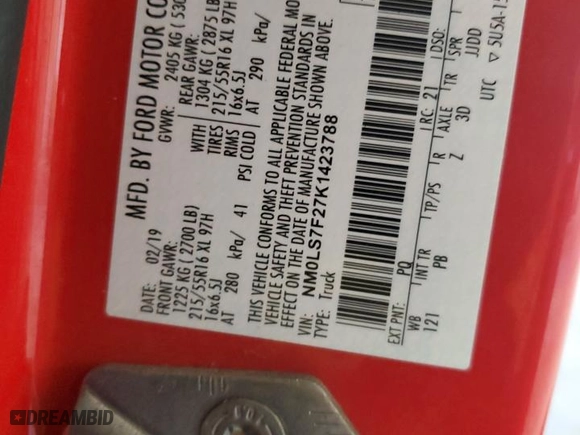 MFD. BY FORD MOTOR CO
DATE: 02/19
GVWR: 2405 KG ( 530
FRONT GAWR:
REAR GAWR:
1225 KG ( 2700 LB)
WITH
1304 KG ( 2875 LB
215/55R16 XL 97H
TIRES
215/55R16 XL 97H
16x6.5J
RIMS
16x6.5J
AT 280 kPa/ 41 PSI COLD
AT 290 kPa/
THIS VEHICLE CONFORMS TO ALL APPLICABLE FEDERAL MO
VEHICLE SAFETY AND THEFT PREVENTION STANDARDS IN
EFFECT ON THE DATE OF MANUFACTURE SHOWN ABOVE.
VIN: NM0LS7F27K1423788
TYPE: Truck
EXT PNT: PQ
RC: 21
DSO:
WB
INT TR
TP/PS
R
AXLE
TR
SPR
121
PB
Z
3D
JJDD
UTC
5U5A-15
DREAMBID